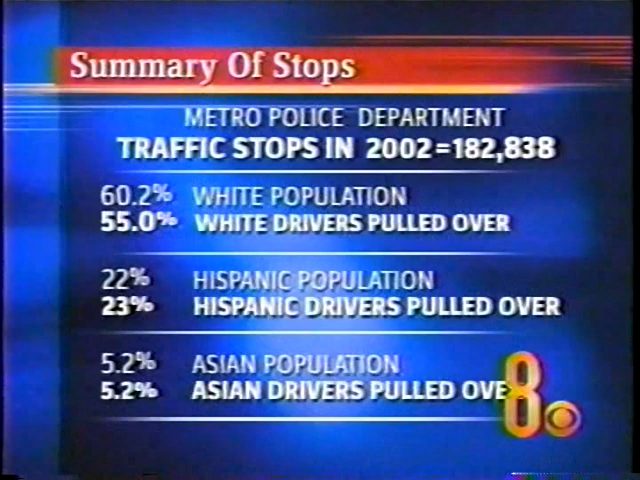 Summary Of Stops
METRO POLICE DEPARTMENT
TRAFFIC STOPS IN 2002=182,838
60.2% WHITE POPULATION
55.0% WHITE DRIVERS PULLED OVER
22% HISPANIC POPULATION
23% HISPANIC DRIVERS PULLED OVER
5.2% ASIAN POPULATION
5.2% ASIAN DRIVERS PULLED OVE
8